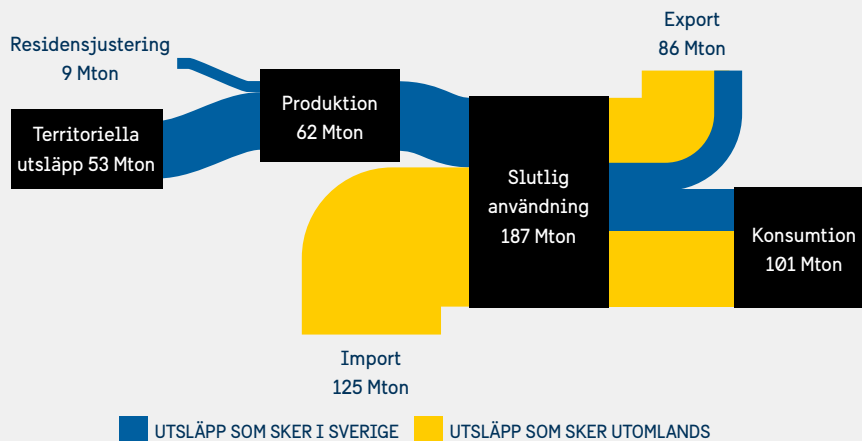 Residensjustering
9 Mton
Territoriella
utsläpp 53 Mton
Produktion
62 Mton
Import
125 Mton
Slutlig
användning
187 Mton
Export
86 Mton
Konsumtion
101 Mton
UTSLÄPP SOM SKER I SVERIGE
UTSLÄPP SOM SKER UTOMLANDS